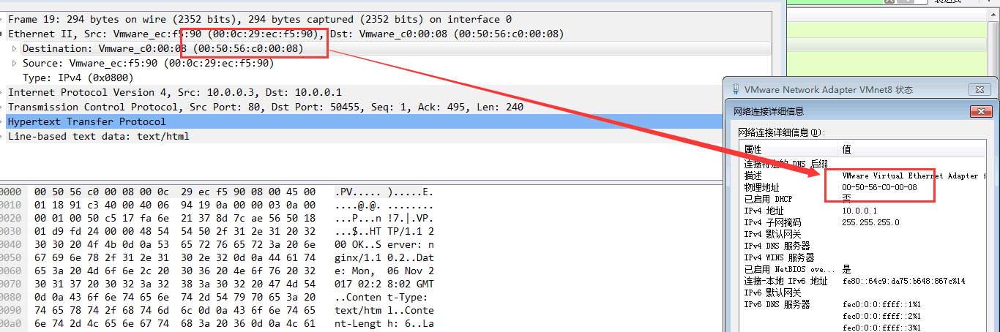 表达式
Frame 19: 294 bytes on wire (2352 bits), 294 bytes captured (2352 bits) on interface 0
Ethernet II, Src: Vmware_ec:f5:90 (00:0c:29:ec:f5:90), Dst: Vmware_c0:00:08 (00:50:56:c0:00:08)
Destination: Vmware_c0:00:08 (00:50:56:c0:00:08)
Source: Vmware_ec:f5:90 (00:0c:29:ec:f5:90)
Type: IPv4 (0x0800)
Internet Protocol Version 4, Src: 10.0.0.3, Dst: 10.0.0.1
Transmission Control Protocol, Src Port: 80, Dst Port: 50455, Seq: 1, Ack: 495, Len: 240
Hypertext Transfer Protocol
Line-based text data: text/html
0000 00 50 56 c0 00 08 00 0c 29 ec f5 90 08 00 45 00 .PV..... ).....E.
0010 01 18 91 c3 40 00 40 06 94 19 0a 00 00 03 0a 00 ....@.@. ........
0020 00 01 00 50 c5 17 fa 6e 21 37 8d 7c ae 56 50 18 ...P...n !7.|.VP.
0030 01 d9 fd 24 00 00 48 54 54 50 2f 31 2e 31 20 32 ...$..HT TP/1.1 2
0040 30 30 20 4f 4b 0d 0a 53 65 72 76 65 72 3a 20 6e 00 OK..S erver: n
0050 67 69 6e 78 2f 31 2e 31 30 2e 32 0d 0a 44 61 74 ginx/1.1 0.2..Dat
0060 65 3a 20 4d 6f 6e 2c 20 30 36 20 4e 6f 76 20 32 e: Mon, 06 Nov 2
0070 30 31 37 20 30 32 3a 32 38 3a 30 32 20 47 4d 54 017 02:2 8:02 GMT
0080 0d 0a 43 6f 6e 74 65 6e 74 2d 54 79 70 65 3a 20 ..Conten t-Type:
0090 74 65 78 74 2f 68 74 6d 6c 0d 0a 43 6f 6e 74 65 text/htm l..Conte
00a0 6e 74 2d 4c 65 6e 67 74 68 3a 20 36 0d 0a 4c 61 nt-Lengt h: 6..La
VMware Network Adapter VMnet8 状态
网络连接详细信息
网络连接详细信息(D):
属性 值
连接特定的 DNS 后缀
描述 VMware Virtual Ethernet Adapter f
物理地址 00-50-56-C0-00-08
已启用 DHCP 否
IPv4 地址 10.0.0.1
IPv4 子网掩码 255.255.255.0
IPv4 默认网关
IPv4 DNS 服务器
IPv4 WINS 服务器
已启用 NetBIOS ove... 是
连接-本地 IPv6 地址 fe80::64c9:da75:b648:867c%14
IPv6 默认网关
IPv6 DNS 服务器 fec0:0:0:ffff::1%1
fec0:0:0:ffff::2%1
fec0:0:0:ffff::3%1